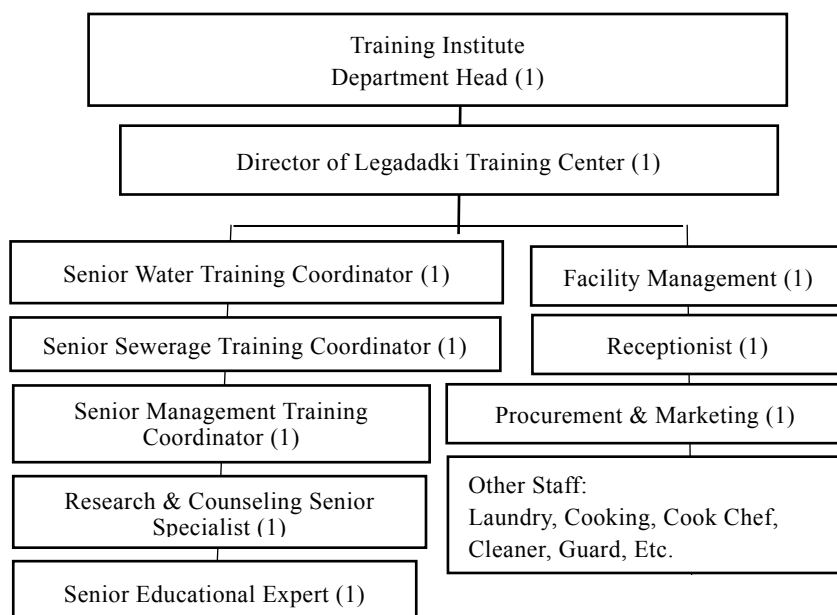 Training Institute
Department Head (1)
Director of Legadadki Training Center (1)
Senior Water Training Coordinator (1)
Senior Sewerage Training Coordinator (1)
Senior Management Training
Coordinator (1)
Research & Counseling Senior
Specialist (1)
Senior Educational Expert (1)
Facility Management (1)
Receptionist (1)
Procurement & Marketing (1)
Other Staff:
Laundry, Cooking, Cook Chef,
Cleaner, Guard, Etc.